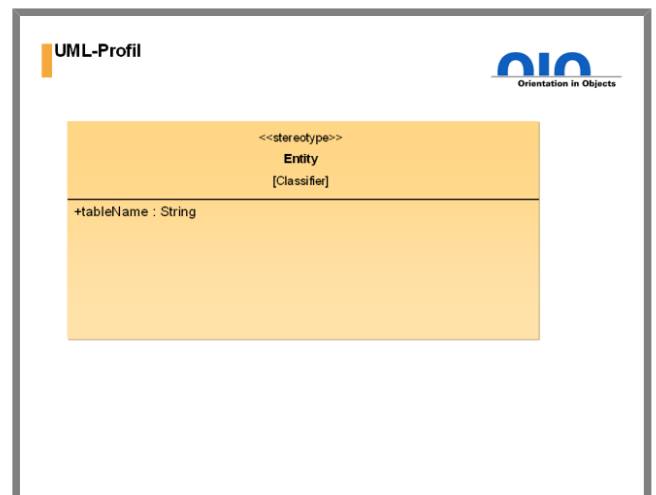 UML-Profil
OIO
Orientation in Objects
<<stereotype>>
Entity
[Classifier]
+tableName : String